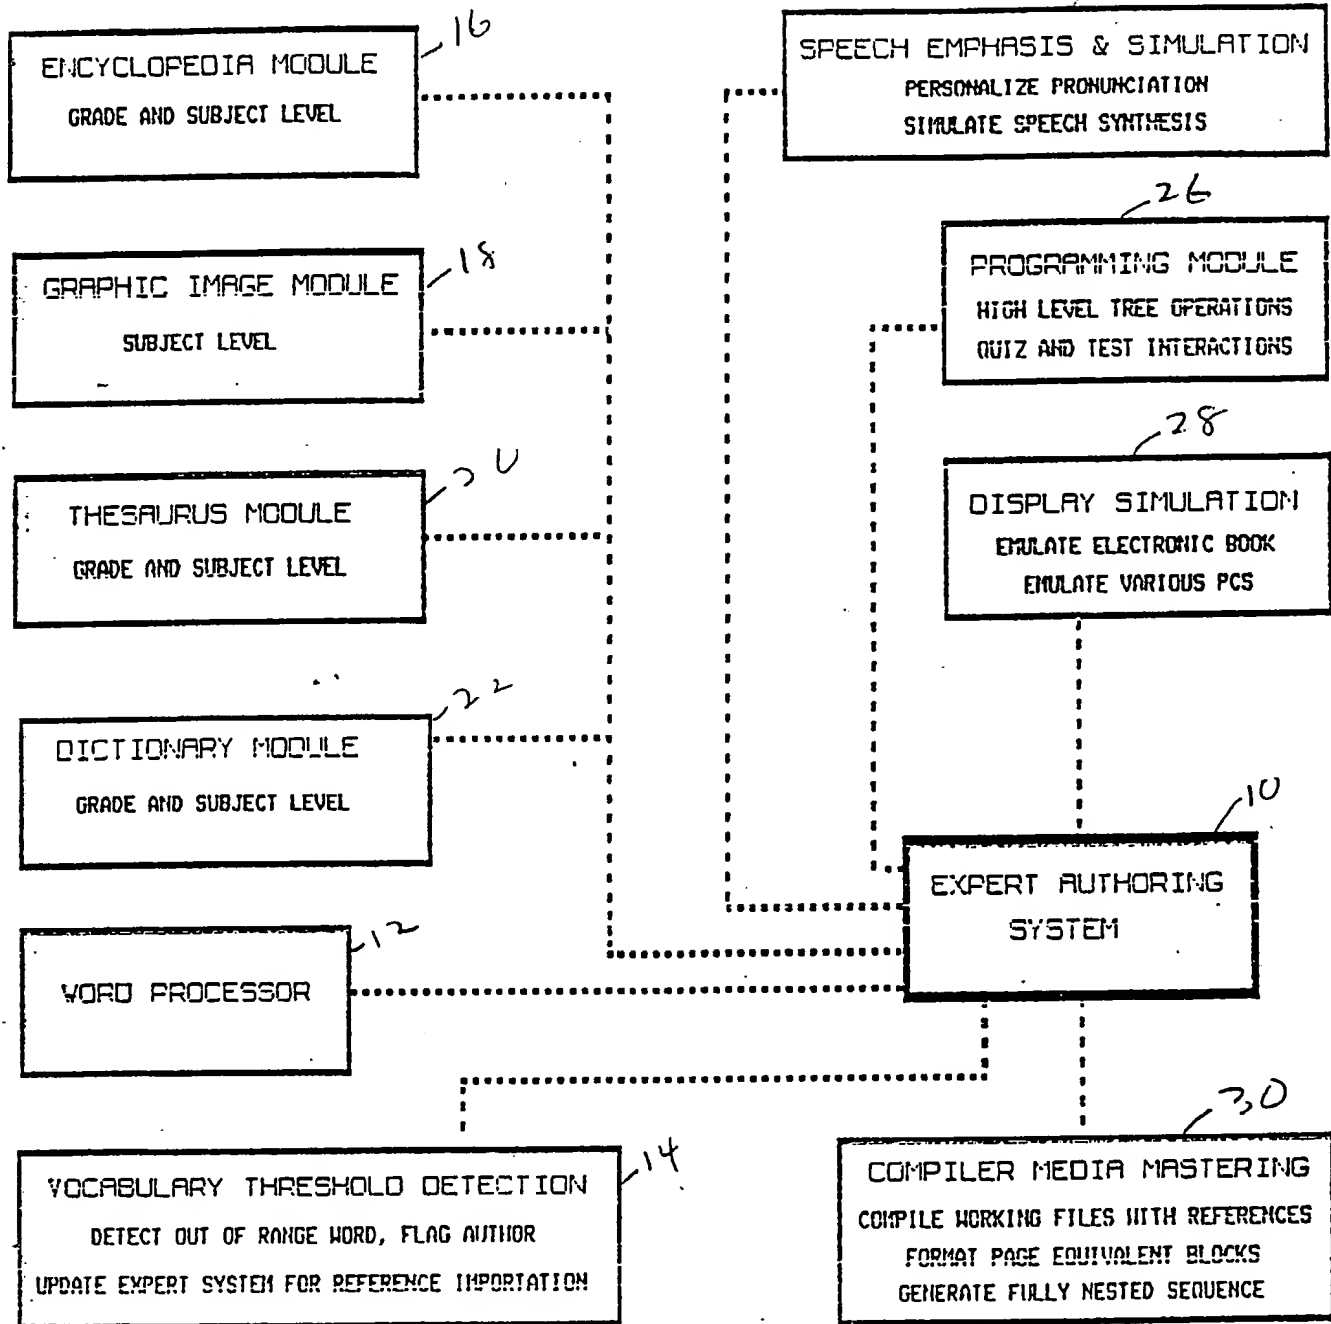 16
ENCYCLOPEDIA MODULE
GRADE AND SUBJECT LEVEL
SPEECH EMPHASIS & SIMULATION
PERSONALIZE PRONUNCIATION
SIMULATE SPEECH SYNTHESIS
18
GRAPHIC IMAGE MODULE
SUBJECT LEVEL
26
PROGRAMMING MODULE
HIGH LEVEL TREE OPERATIONS
QUIZ AND TEST INTERACTIONS
20
THESAURUS MODULE
GRADE AND SUBJECT LEVEL
28
DISPLAY SIMULATION
EMULATE ELECTRONIC BOOK
EMULATE VARIOUS PCS
22
DICTIONARY MODULE
GRADE AND SUBJECT LEVEL
10
EXPERT AUTHORING
SYSTEM
12
WORD PROCESSOR
14
VOCABULARY THRESHOLD DETECTION
DETECT OUT OF RANGE WORD, FLAG AUTHOR
UPDATE EXPERT SYSTEM FOR REFERENCE IMPORTATION
30
COMPILER MEDIA MASTERING
COMPILE WORKING FILES WITH REFERENCES
FORMAT PAGE EQUIVALENT BLOCKS
GENERATE FULLY NESTED SEQUENCE